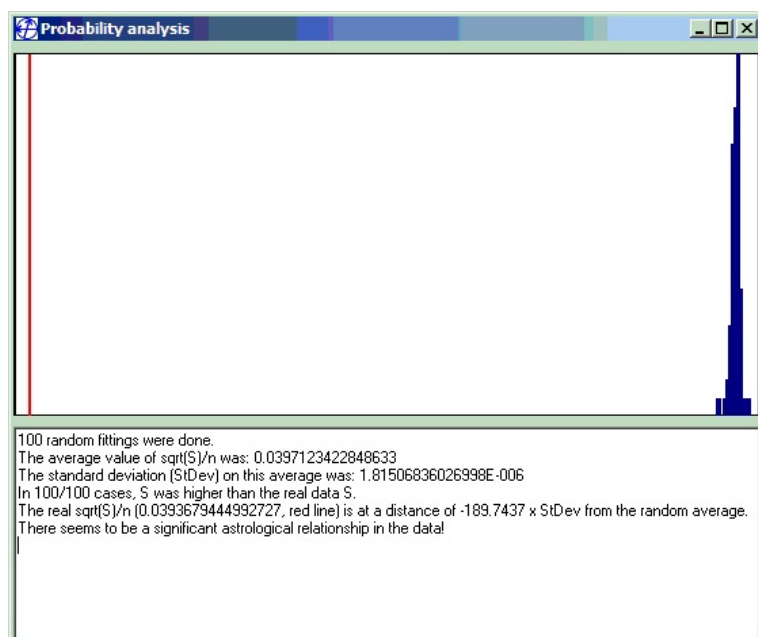 Probability analysis
100 random fittings were done.
The average value of sqrt(S)/n was: 0.0397123422848633
The standard deviation (StDev) on this average was: 1.81506836026998E-006
In 100/100 cases, S was higher than the real data S.
The real sqrt(S)/n (0.0393679444992727, red line) is at a distance of -189.7437 x StDev from the random average.
There seems to be a significant astrological relationship in the data!